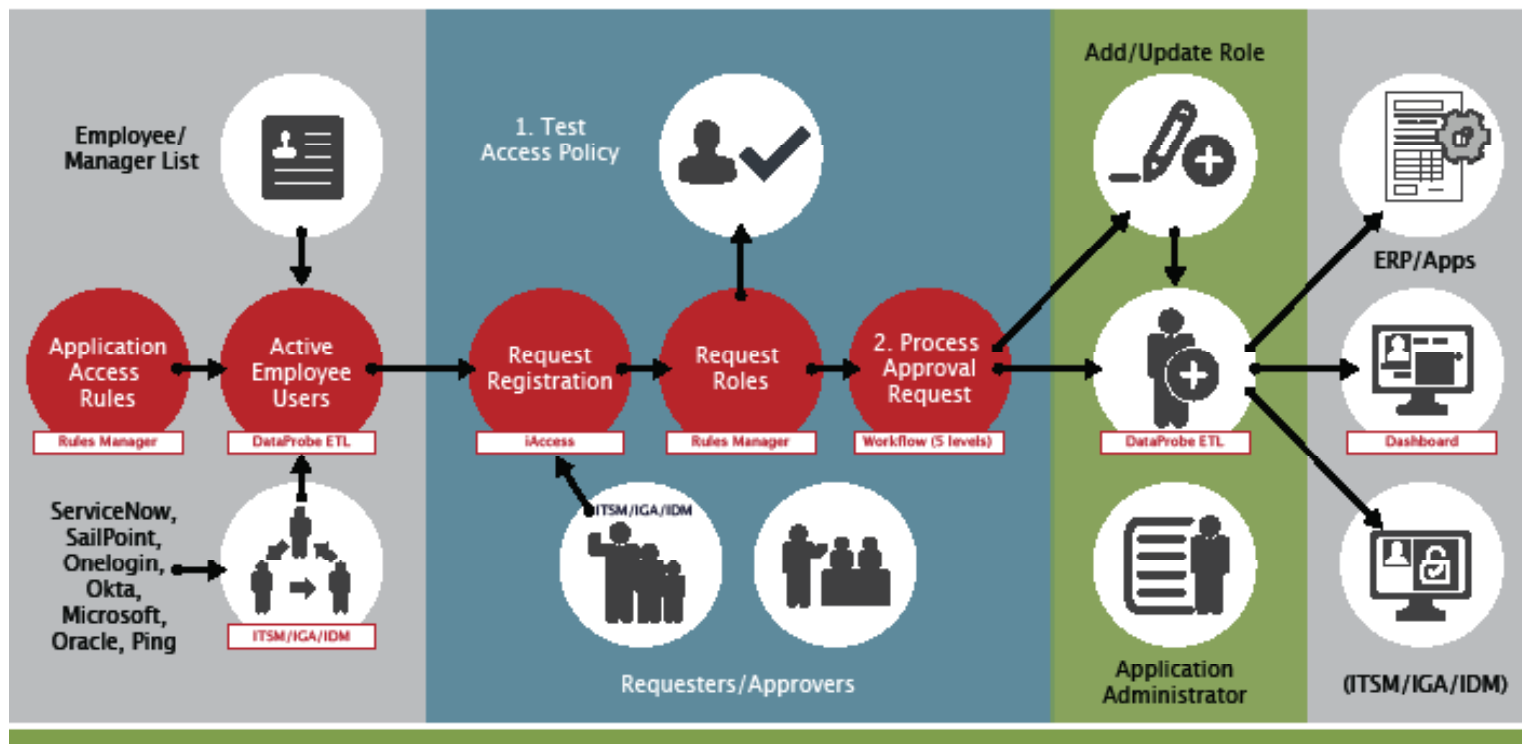 Employee/
Manager List
Application
Access
Rules
Rules Manager
Active
Employee
Users
DataProbe ETL
ServiceNow,
SailPoint,
Onelogin,
Okta,
Microsoft,
Oracle, Ping
ITSM/IGA/IDM
1. Test
Access Policy
Request
Registration
iAccess
Request
Roles
Rules Manager
2. Process
Approval
Request
Workflow (5 levels)
ITSM/IGA/IDM
Requesters/Approvers
Add/Update Role
DataProbe ETL
Application
Administrator
ERP/Apps
Dashboard
(ITSM/IGA/IDM)